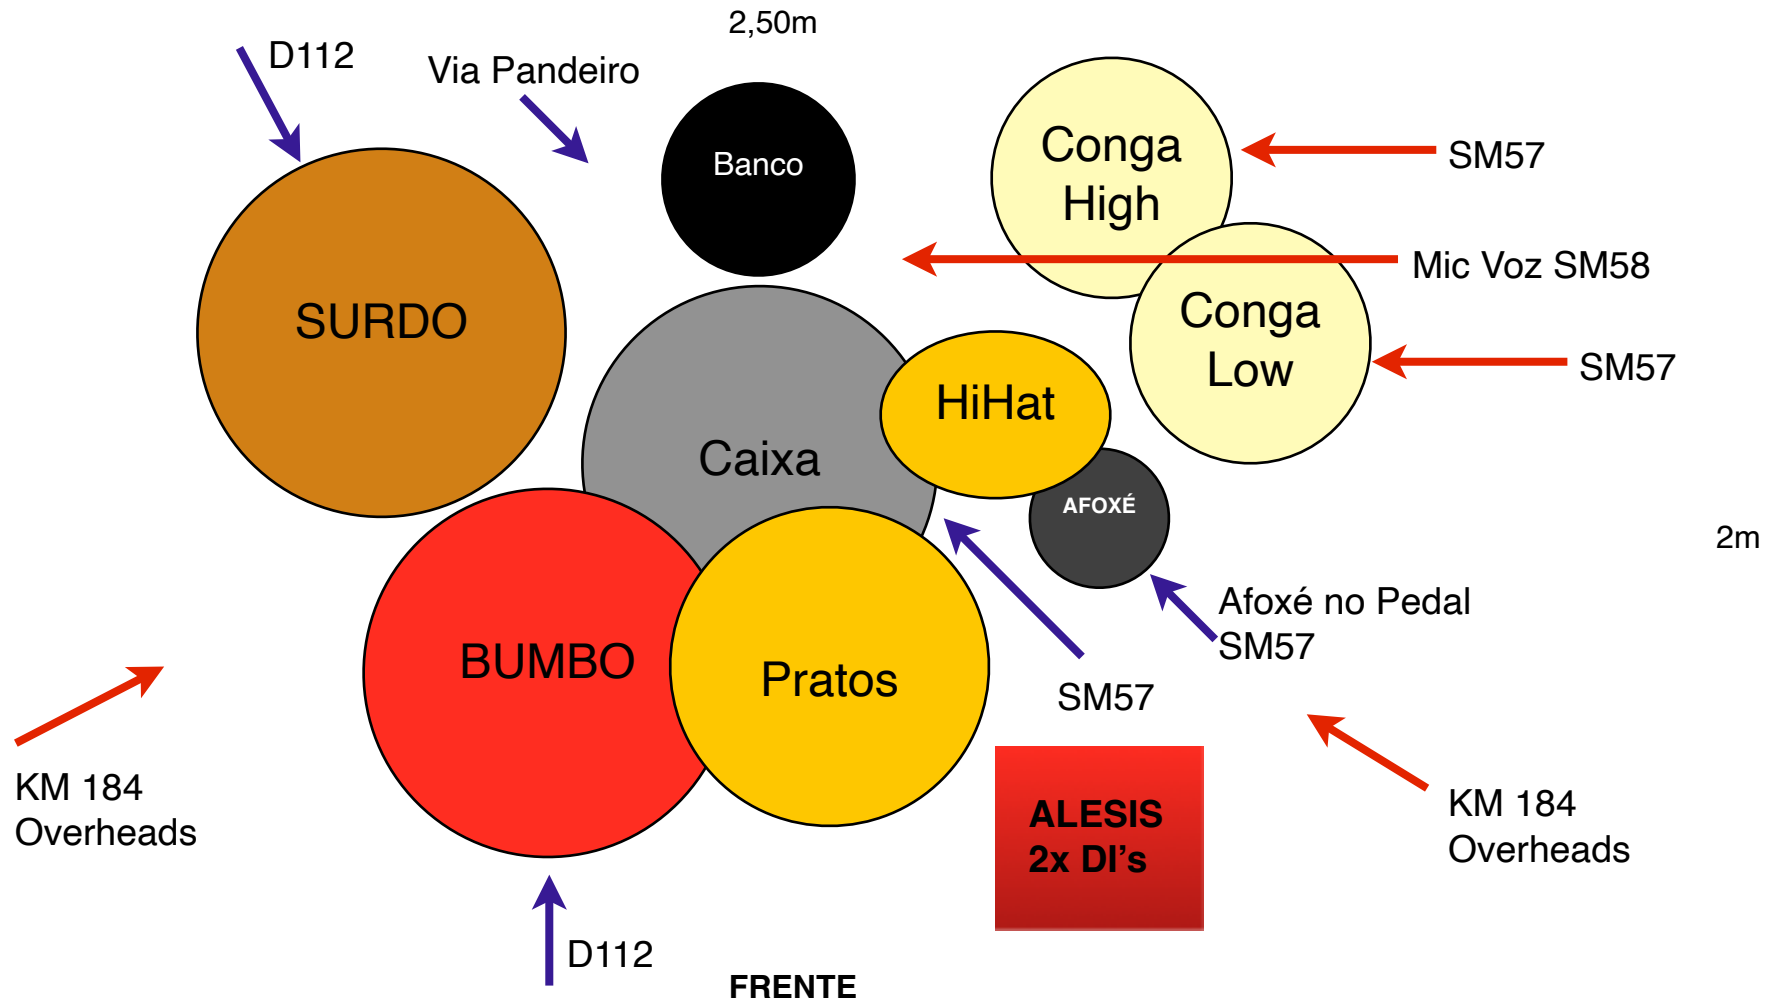 2,50m
D112
Via Pandeiro
Banco
Conga
High
SM57
Mic Voz SM58
SURDO
Conga
Low
SM57
HiHat
Caixa
AFOXÉ
2m
Afoxé no Pedal
SM57
BUMBO
Pratos
SM57
KM 184
Overheads
ALESIS
2x DI's
KM 184
Overheads
D112
FRENTE